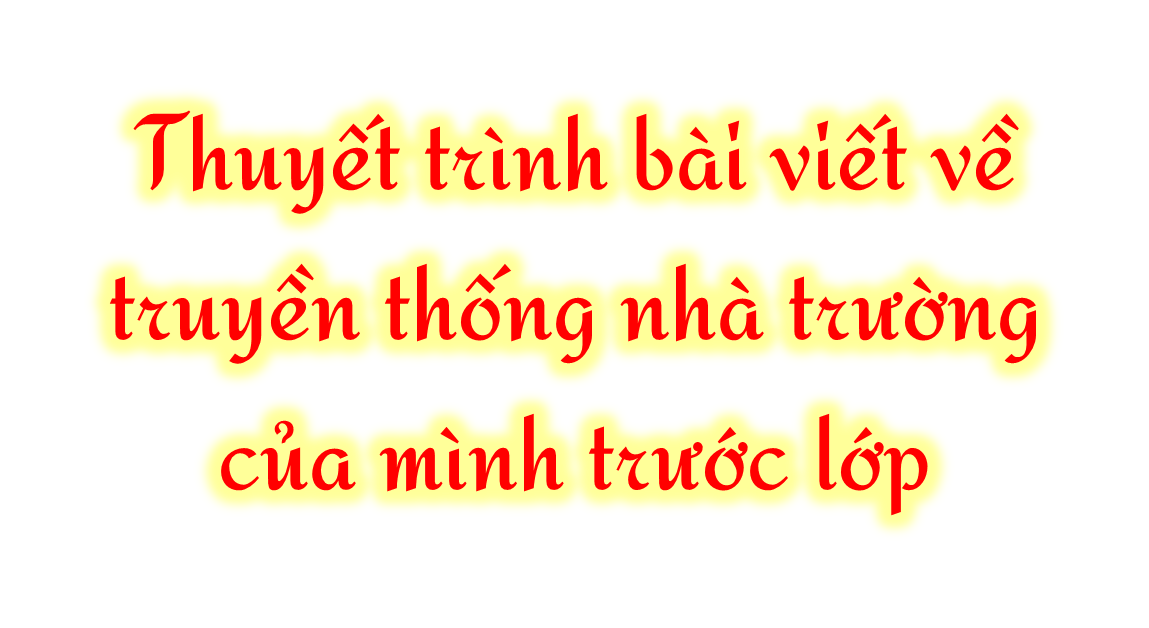 Thuyết trình bài viết về
truyền thống nhà trường
của mình trước lớp